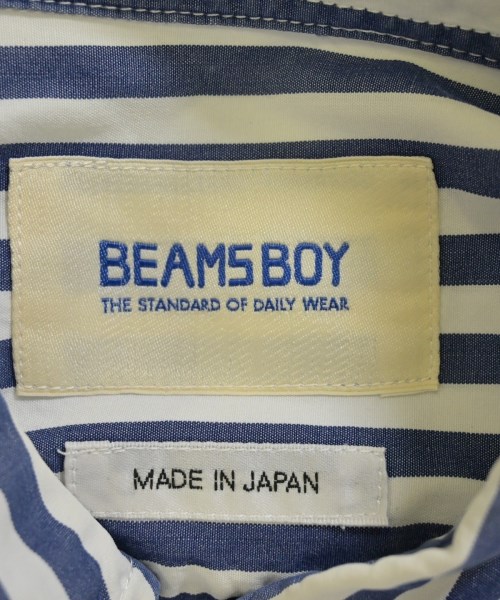 BEAMS BOY
THE STANDARD OF DAILY WEAR
MADE IN JAPAN